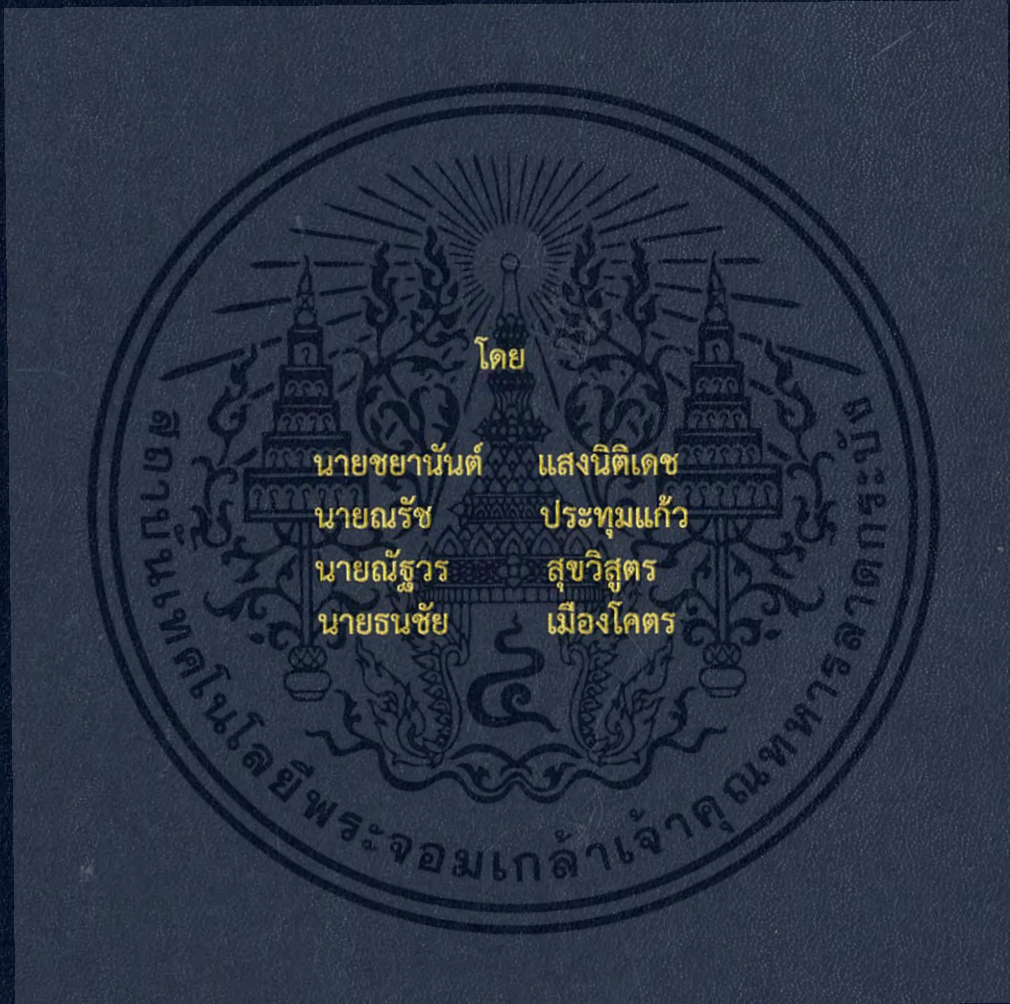 โดย
นายชยานันต์ แสงนิติเดช
นายณรัช ประทุมแก้ว
นายณัฐวร สุขวิสูตร
นายธนชัย เมืองโคตร
๔
สถาบันเทคโนโลยีพระจอมเกล้าเจ้าคุณทหารลาดกระบัง